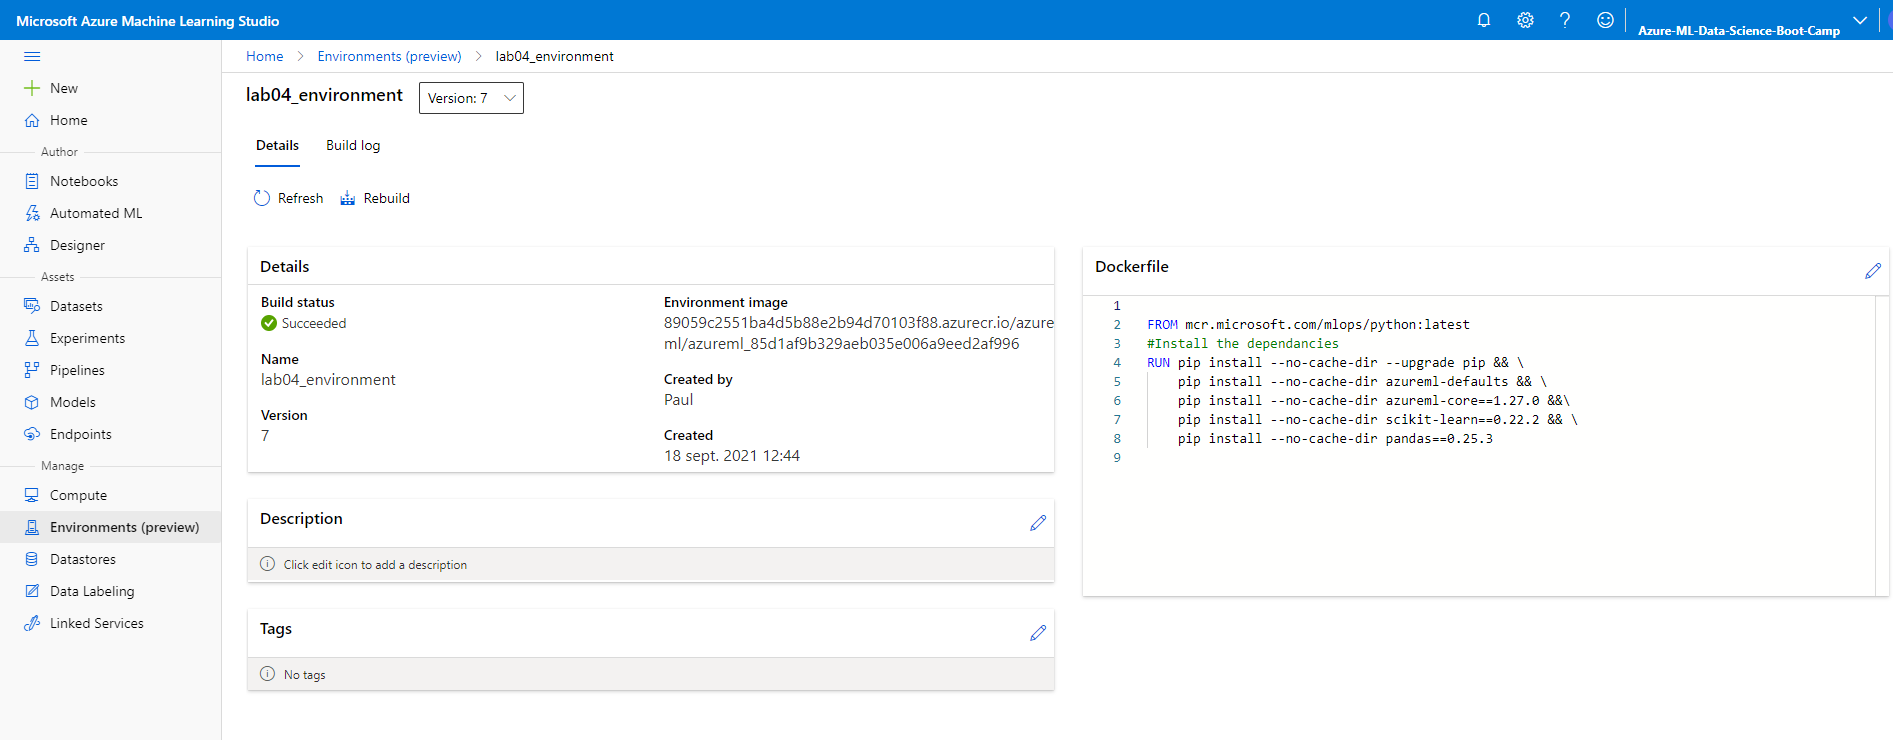 Microsoft Azure Machine Learning Studio
Azure-ML-Data-Science-Boot-Camp
New
Home
Author
Notebooks
Automated ML
Designer
Assets
Datasets
Experiments
Pipelines
Models
Endpoints
Manage
Compute
Environments (preview)
Datastores
Data Labeling
Linked Services
Home > Environments (preview) > lab04_environment
lab04_environment
Version: 7
Details
Build log
Refresh
Rebuild
Details
Build status
Succeeded
Name
lab04_environment
Version
7
Environment image
89059c2551ba4d5b88e2b94d70103f88.azurecr.io/azure
ml/azureml_85d1af9b329aeb035e006a9eed2af996
Created by
Paul
Created
18 sept. 2021 12:44
Description
Click edit icon to add a description
Tags
No tags
Dockerfile
1
2 FROM mcr.microsoft.com/mlops/python:latest
3 #Install the dependancies
4 RUN pip install --no-cache-dir --upgrade pip && \
5 pip install --no-cache-dir azureml-defaults && \
6 pip install --no-cache-dir azureml-core==1.27.0 &&\
7 pip install --no-cache-dir scikit-learn==0.22.2 && \
8 pip install --no-cache-dir pandas==0.25.3
9